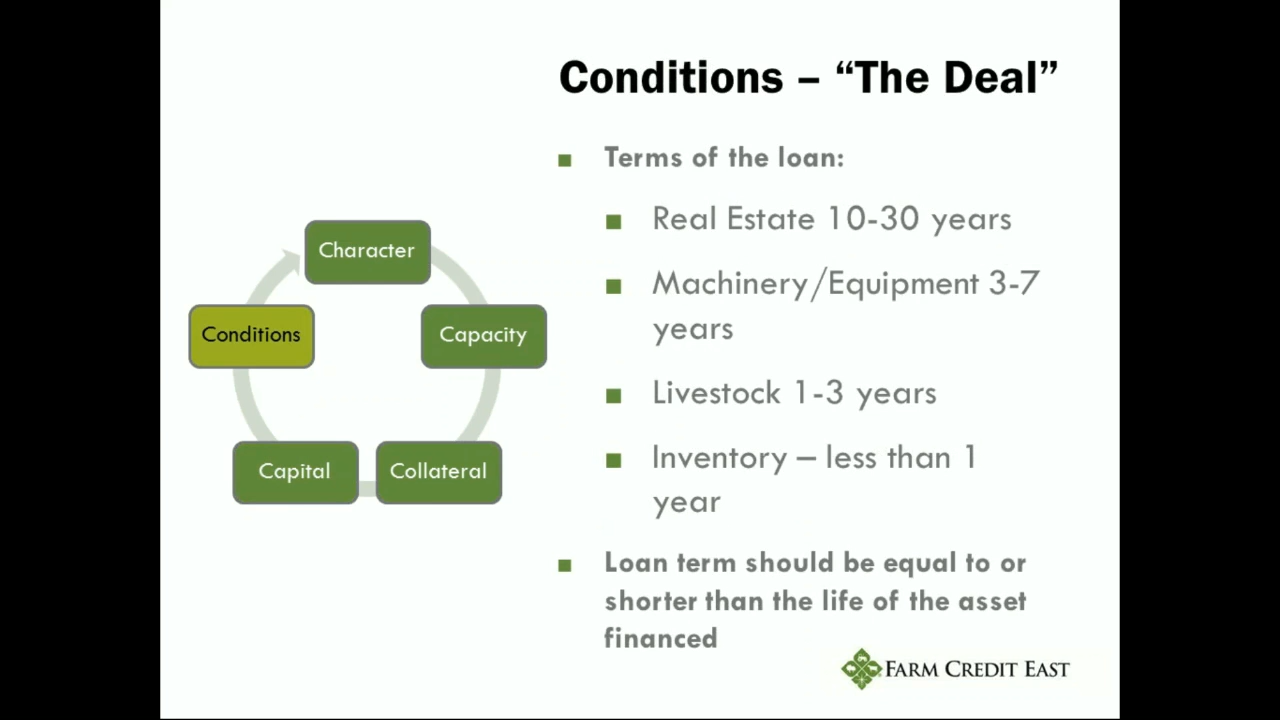 Conditions – “The Deal”
Character
Conditions
Capacity
Capital
Collateral
■ Terms of the loan:
■ Real Estate 10-30 years
■ Machinery/Equipment 3-7
years
■ Livestock 1-3 years
■ Inventory – less than 1
year
■ Loan term should be equal to or
shorter than the life of the asset
financed
FARM CREDIT EAST